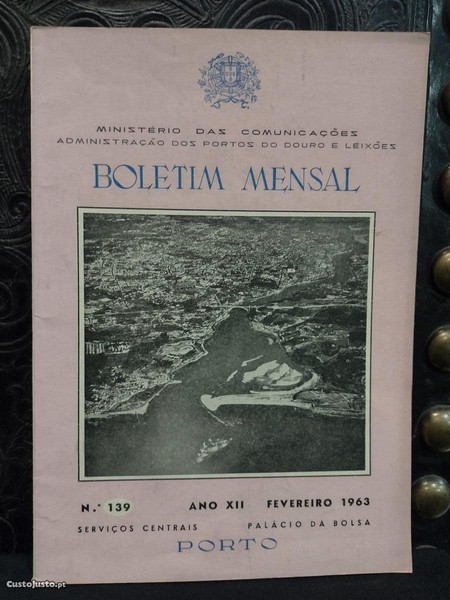 MINISTÉRIO DAS COMUNICAÇÕES
ADMINISTRAÇÃO DOS PORTOS DO DOURO E LEIXÕES
BOLETIM MENSAL
N.º 139 ANO XII FEVEREIRO 1963
SERVIÇOS CENTRAIS PALÁCIO DA BOLSA
PORTO
CustoJusto.pt